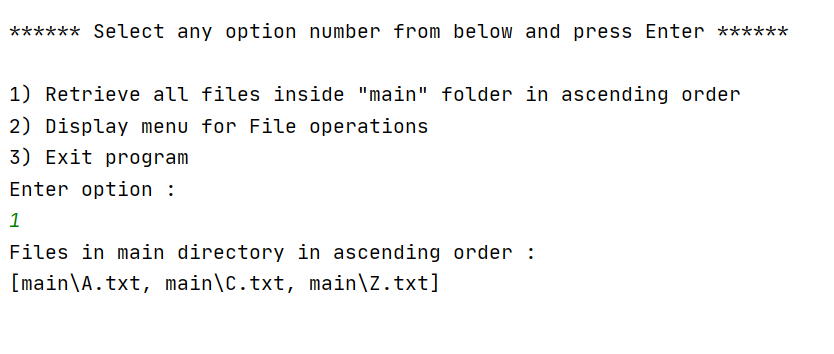 ****** Select any option number from below and press Enter ******
1) Retrieve all files inside "main" folder in ascending order
2) Display menu for File operations
3) Exit program
Enter option :
1
Files in main directory in ascending order :
[main\A.txt, main\C.txt, main\Z.txt]